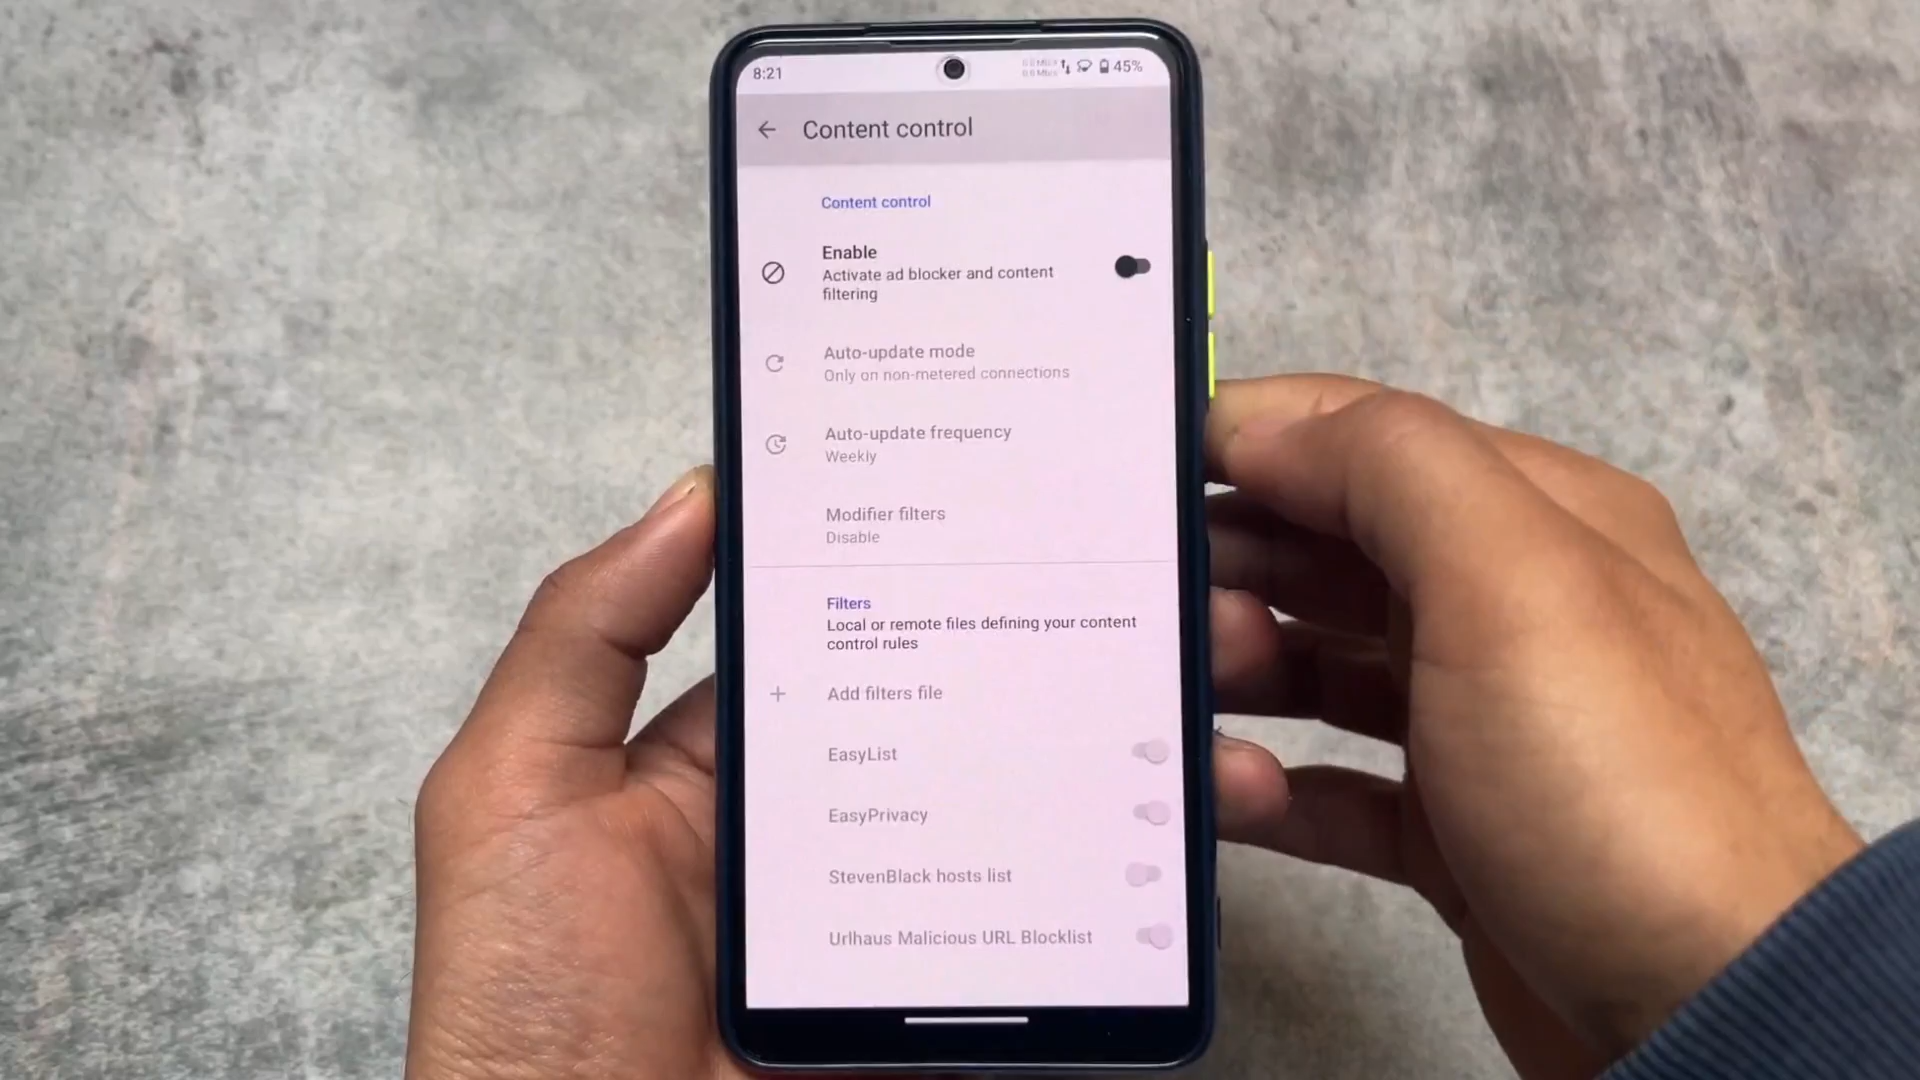 8:21
45%
Content control
Content control
Enable
Activate ad blocker and content
filtering
Auto-update mode
Only on non-metered connections
Auto-update frequency
Weekly
Modifier filters
Disable
Filters
Local or remote files defining your content
control rules
Add filters file
EasyList
EasyPrivacy
StevenBlack hosts list
Urlhaus Malicious URL Blocklist